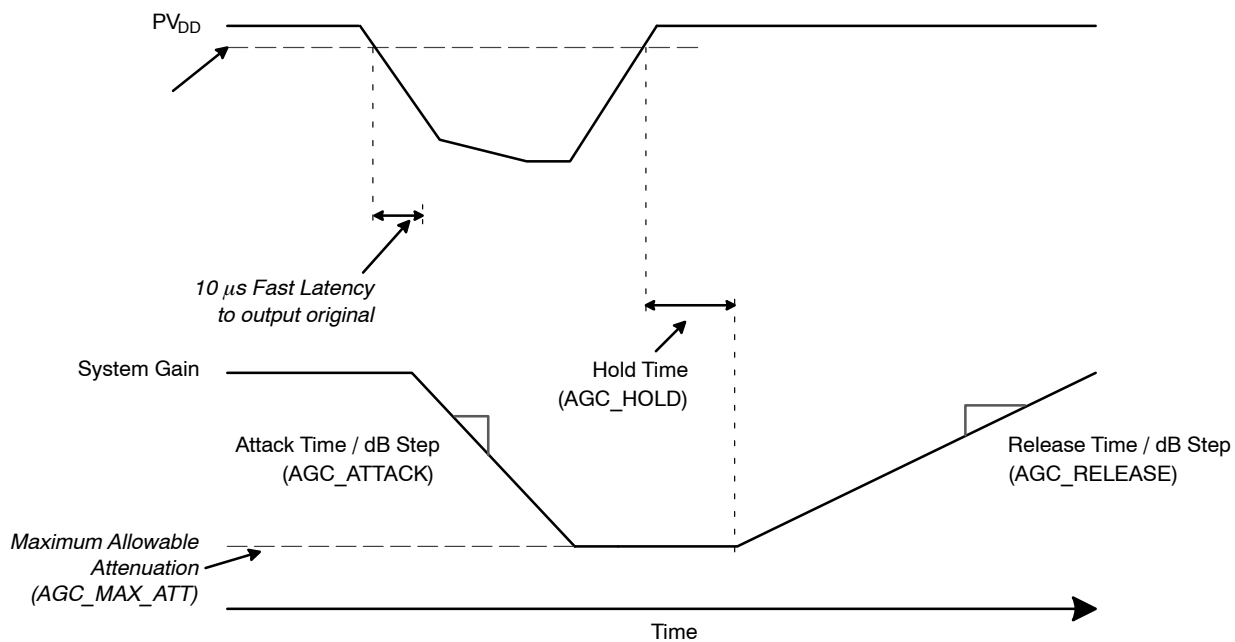 PVDD
10 μs Fast Latency
to output original
System Gain
Hold Time
(AGC_HOLD)
Attack Time / dB Step
(AGC_ATTACK)
Release Time / dB Step
(AGC_RELEASE)
Maximum Allowable
Attenuation
(AGC_MAX_ATT)
Time